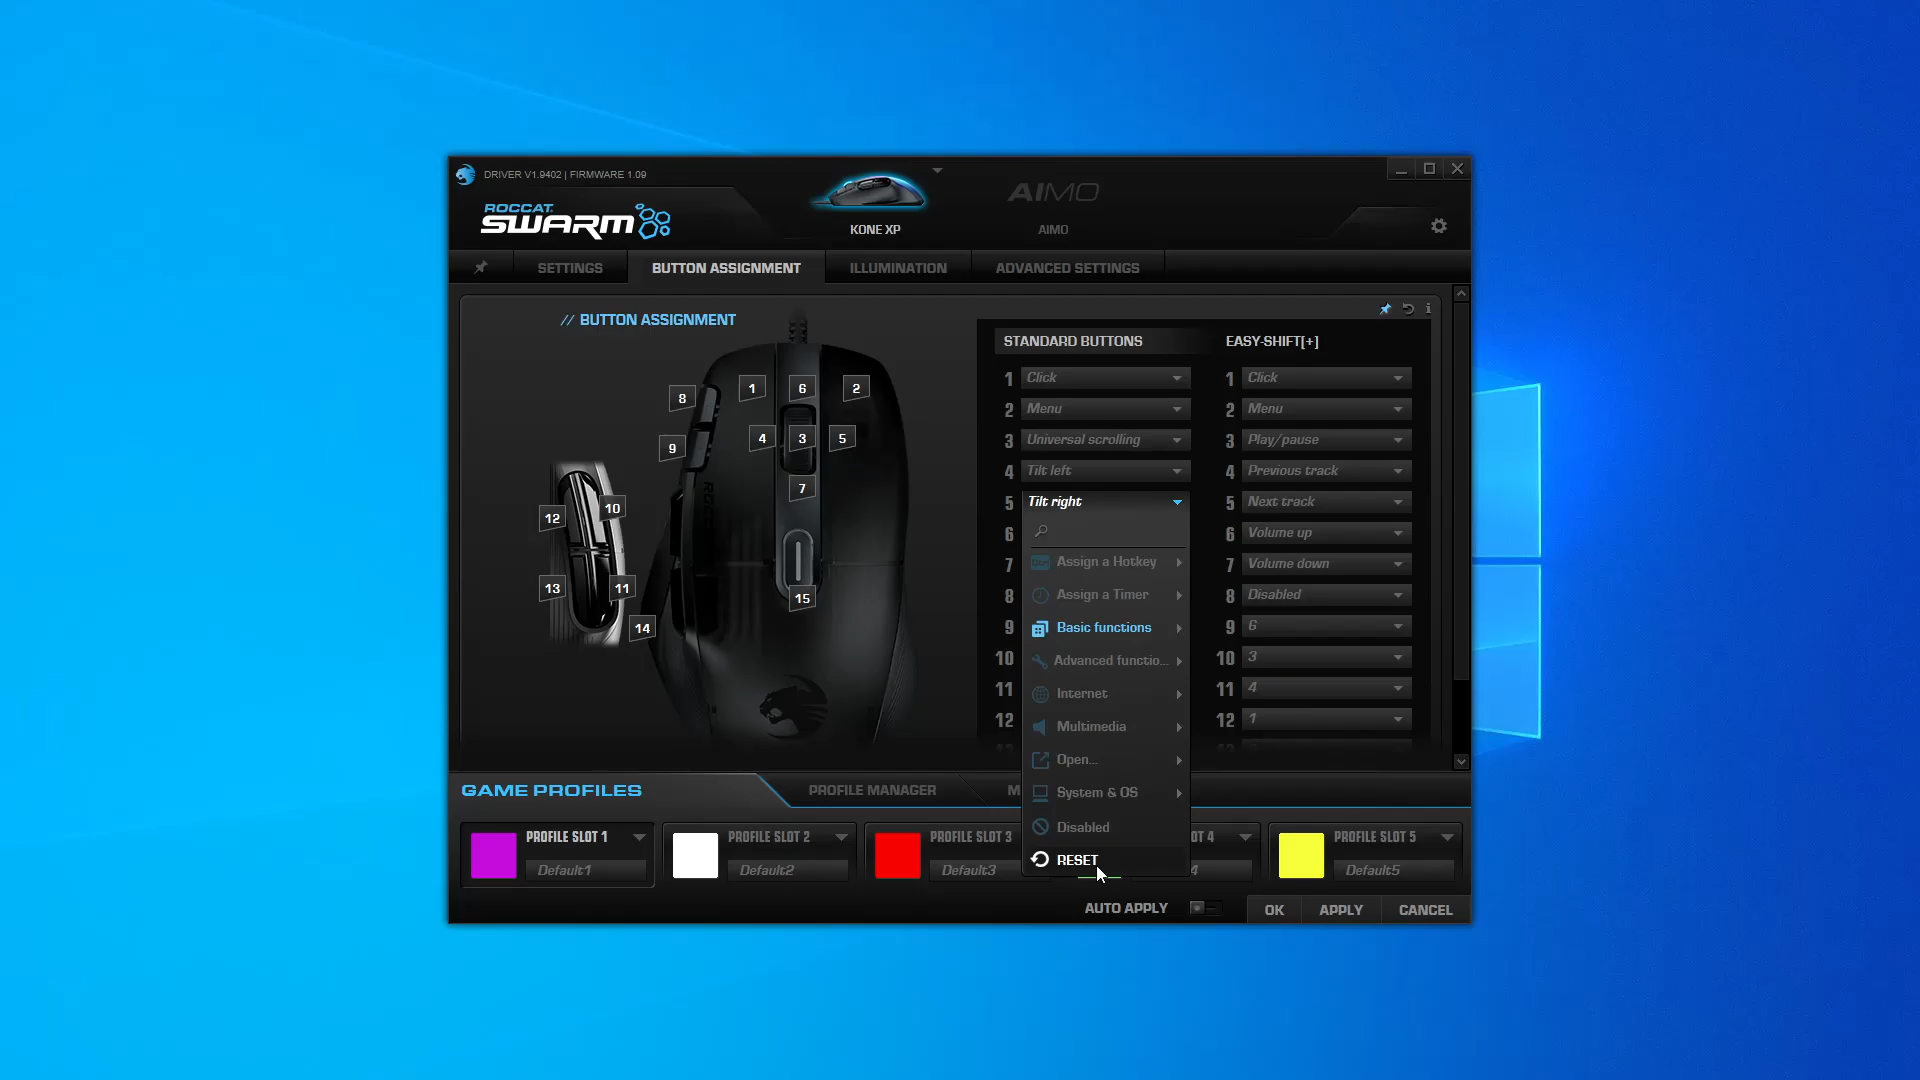 DRIVER V1.9402 | FIRMWARE 1.09
ROCCAT
SWARM
KONE XP
AIMO
AIMO
SETTINGS
BUTTON ASSIGNMENT
ILLUMINATION
ADVANCED SETTINGS
// BUTTON ASSIGNMENT
1
6
2
8
4
3
5
9
7
12
10
13
11
14
15
STANDARD BUTTONS
EASY-SHIFT[+]
1 Click
1 Click
2 Menu
2 Menu
3 Universal scrolling
3 Play/pause
4 Tilt left
4 Previous track
5 Tilt right
5 Next track
6
6 Volume up
7 Assign a Hotkey
7 Volume down
8 Assign a Timer
8 Disabled
9 Basic functions
9 6
10 Advanced functio...
10 3
11 Internet
11 4
12 Multimedia
12 1
Open...
System & OS
Disabled
RESET
GAME PROFILES
PROFILE MANAGER
M
PROFILE SLOT 1
Default1
PROFILE SLOT 2
Default2
PROFILE SLOT 3
Default3
OT 4
4
PROFILE SLOT 5
Default5
AUTO APPLY
OK
APPLY
CANCEL